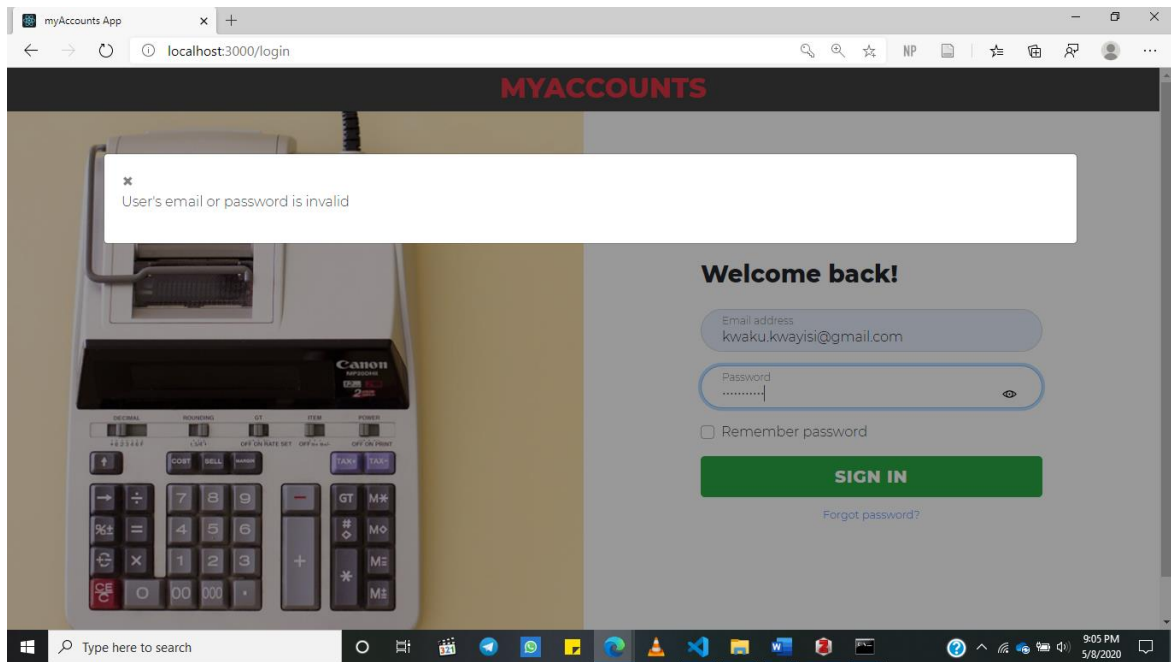 myAccounts App
localhost:3000/login
NP
MYACCOUNTS
User's email or password is invalid
Welcome back!
Email address
kwaku.kwayisi@gmail.com
Password
Remember password
SIGN IN
Forgot password?
Canon
DECIMAL ROUNDING GT ITEM POWER
COST SELL TAX+ TAX-
→ ÷ 7 8 9 − GT M*
%± = 4 5 6 # ◇ M◇
× 1 2 3 + * M=
CE/C 0 00 000 · M±
Type here to search
321
9:05 PM
5/8/2020